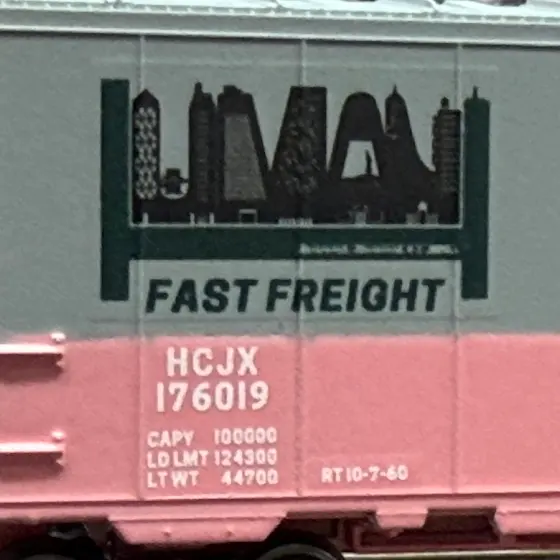 FAST FREIGHT
HCJX
176019
CAPY 100000
LD LMT 124300
LT WT 44700
RT 10-7-60